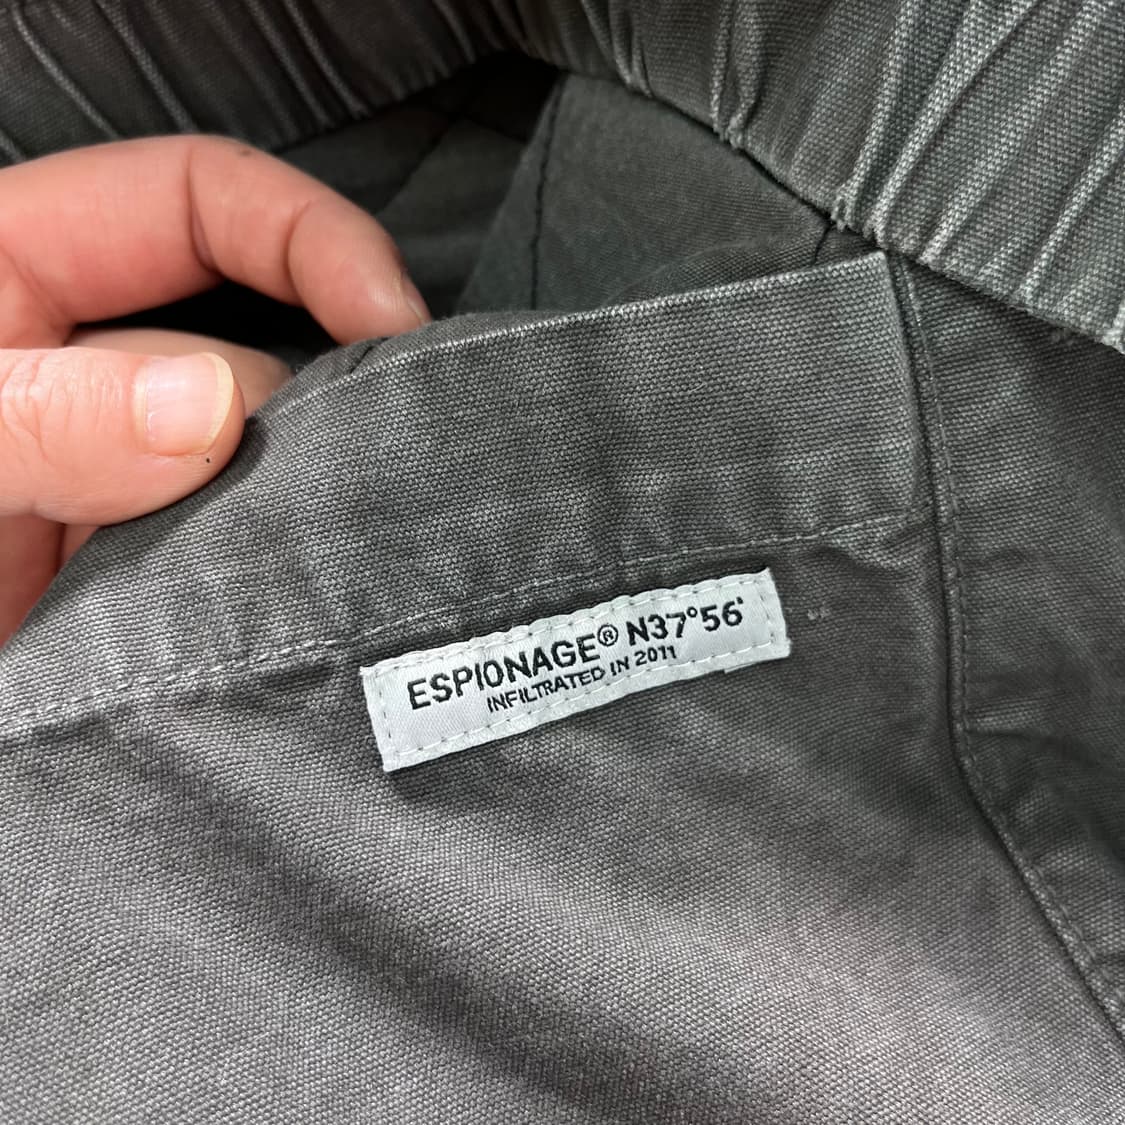 ESPIONAGE® N37°56'
INFILTRATED IN 2011